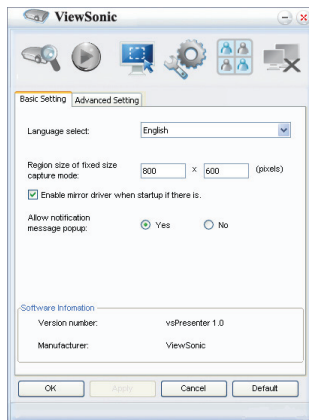 ViewSonic
Basic Setting
Advanced Setting
Language select:
English
Region size of fixed size
capture mode:
800 x 600 (pixels)
Enable mirror driver when startup if there is.
Allow notification
message popup:
Yes
No
Software Infomation
Version number:
vsPresenter 1.0
Manufacturer:
ViewSonic
OK
Apply
Cancel
Default